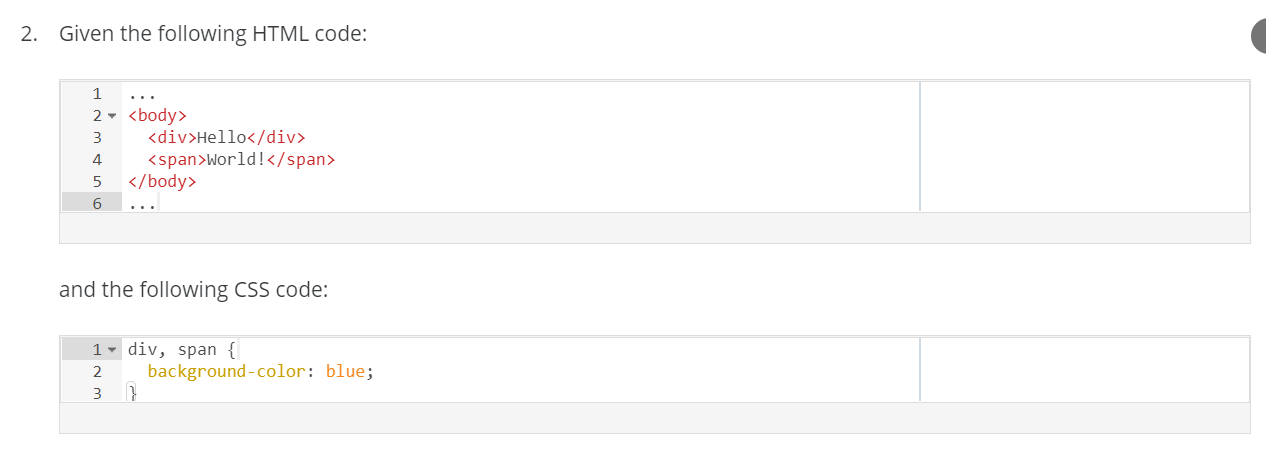 2. Given the following HTML code:
1 ...
2 <body>
3   <div>Hello</div>
4   <span>World!</span>
5 </body>
6 ...
and the following CSS code:
1 div, span {
2   background-color: blue;
3 }